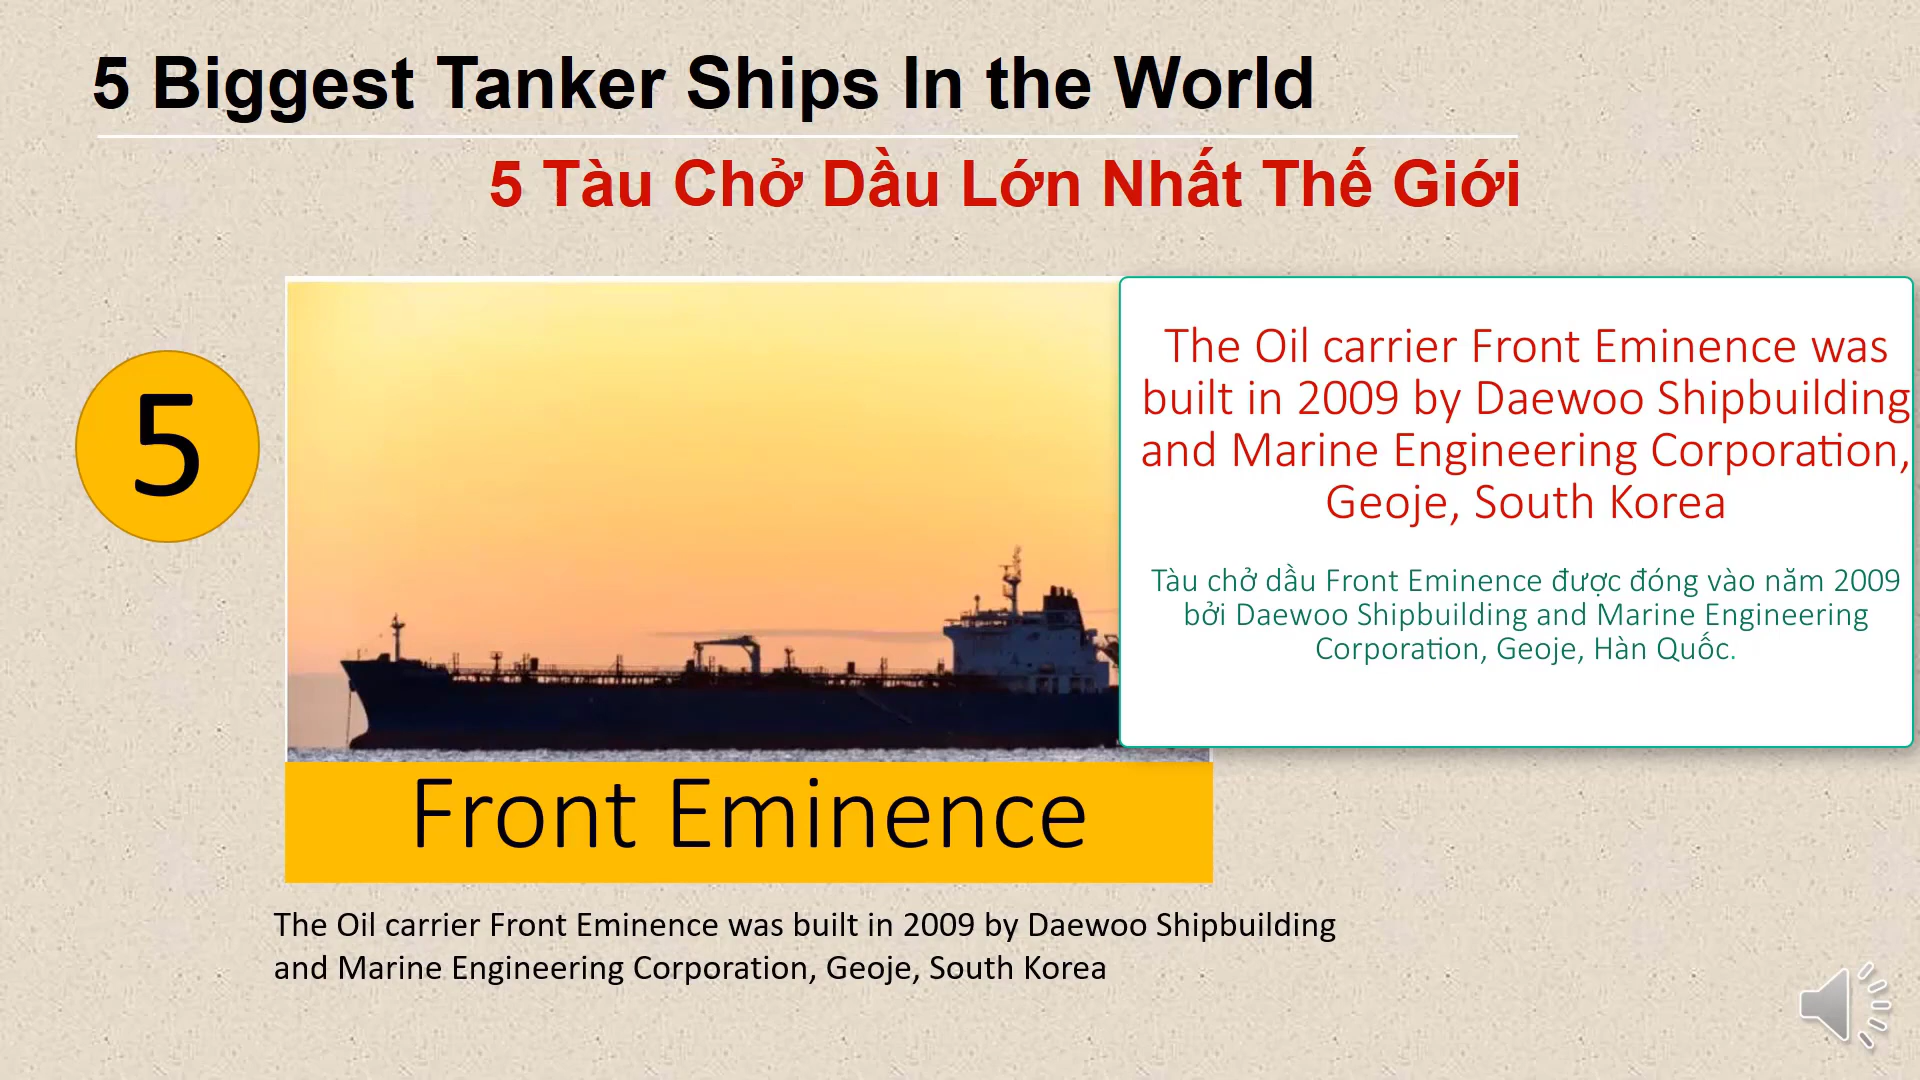 5 Biggest Tanker Ships In the World
5 Tàu Chở Dầu Lớn Nhất Thế Giới
5
The Oil carrier Front Eminence was
built in 2009 by Daewoo Shipbuilding
and Marine Engineering Corporation,
Geoje, South Korea
Tàu chở dầu Front Eminence được đóng vào năm 2009
bởi Daewoo Shipbuilding and Marine Engineering
Corporation, Geoje, Hàn Quốc.
Front Eminence
The Oil carrier Front Eminence was built in 2009 by Daewoo Shipbuilding
and Marine Engineering Corporation, Geoje, South Korea